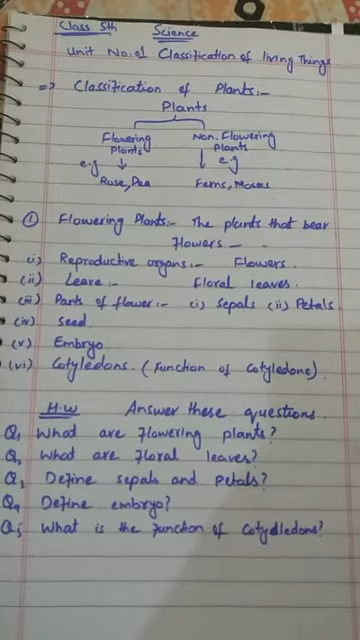 Class 5th Science
Unit No.01 Classification of living Things
=> Classification of Plants:-
Plants
Flowering Plants Non-Flowering Plants
e.g e.g
Rose, Pea Ferns, Moses
① Flowering Plants:- The plants that bear
flowers -
(i) Reproductive organs:- Flowers.
(ii) Leave:- Floral leaves.
(iii) Parts of flower:- (i) Sepals (ii) Petals.
(iv) seed.
(v) Embryo
(vi) Cotyledons. (Function of Cotyledons).
H.W Answer these questions.
Q1 What are flowering plants?
Q2 What are floral leaves?
Q3 Define sepals and Petals?
Q4 Define embryo?
Q5 What is the function of Cotydledons?